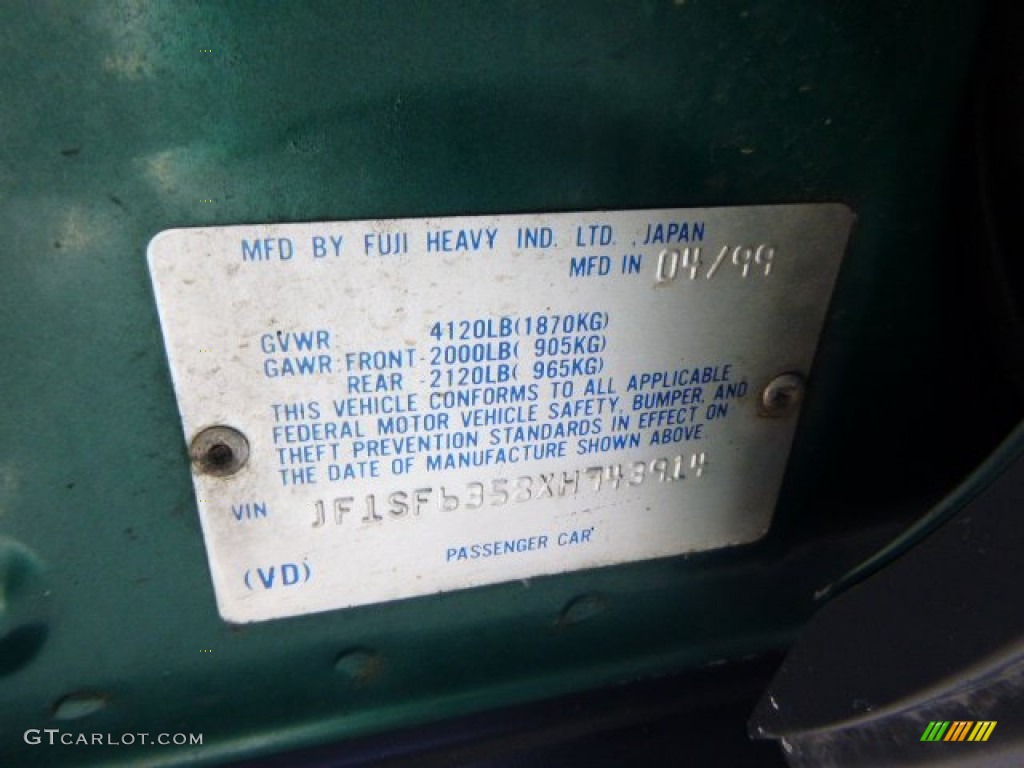 MFD BY FUJI HEAVY IND. LTD., JAPAN
MFD IN 04/99
GVWR 4120LB(1870KG)
GAWR:FRONT-2000LB( 905KG)
REAR -2120LB( 965KG)
THIS VEHICLE CONFORMS TO ALL APPLICABLE
FEDERAL MOTOR VEHICLE SAFETY, BUMPER, AND
THEFT PREVENTION STANDARDS IN EFFECT ON
THE DATE OF MANUFACTURE SHOWN ABOVE.
VIN JF1SF6358XH743914
PASSENGER CAR
(VD)
GTCARLOT.COM